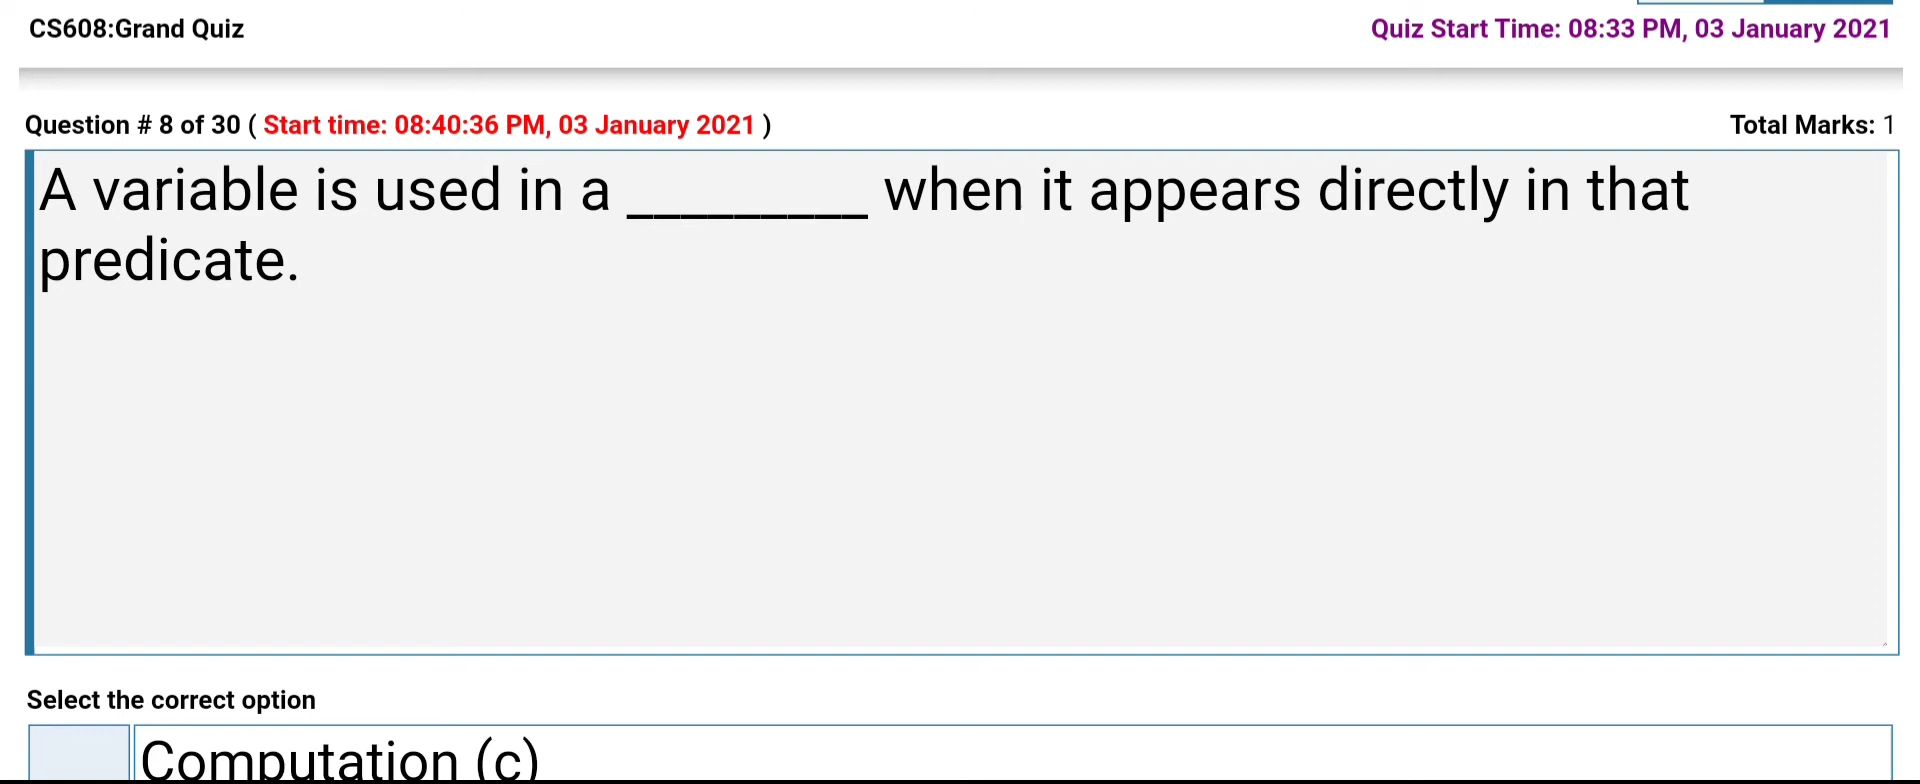 CS608:Grand Quiz
Quiz Start Time: 08:33 PM, 03 January 2021
Question # 8 of 30 ( Start time: 08:40:36 PM, 03 January 2021 )
Total Marks: 1
A variable is used in a _________ when it appears directly in that
predicate.
Select the correct option
Computation (c)